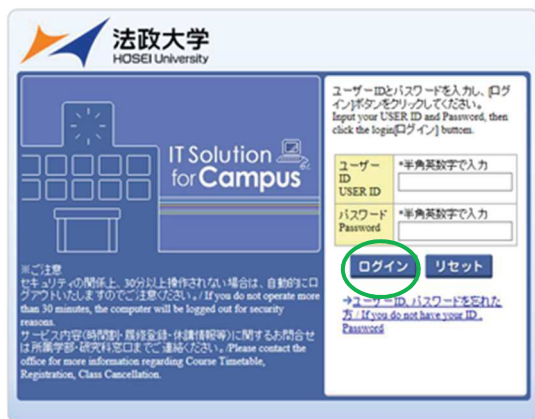 法政大学
HOSEI University
IT Solution
for Campus
※ご注意
セキュリティの関係上、30分以上操作されない場合は、自動的にロ
グアウトいたしますのでご注意ください。/ If you do not operate more
than 30 minutes, the computer will be logged out for security
reasons.
サービス内容(時間割・履修登録・休講情報等)に関するお問合せ
は所属学部・研究科窓口までご連絡ください。/Please contact the
office for more information regarding Course Timetable,
Registration, Class Cancellation.
ユーザーIDとパスワードを入力し、[ログ
イン]ボタンをクリックしてください。
Input your USER ID and Password, then
click the login[ログイン] buttom.
ユーザー
ID
USER ID
*半角英数字で入力
パスワード
Password
*半角英数字で入力
ログイン
リセット
→ユーザーID、パスワードを忘れた
方 / If you do not have your ID ,
Password